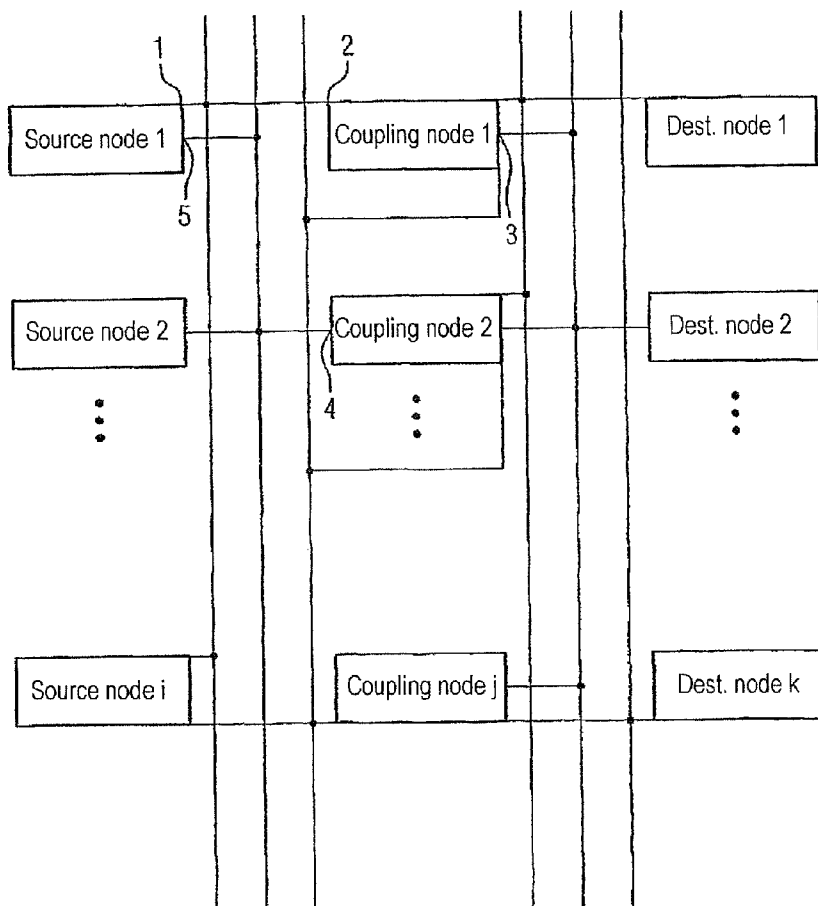 1
2
Source node 1
Coupling node 1
Dest. node 1
5
3
Source node 2
Coupling node 2
Dest. node 2
4
Source node i
Coupling node j
Dest. node k